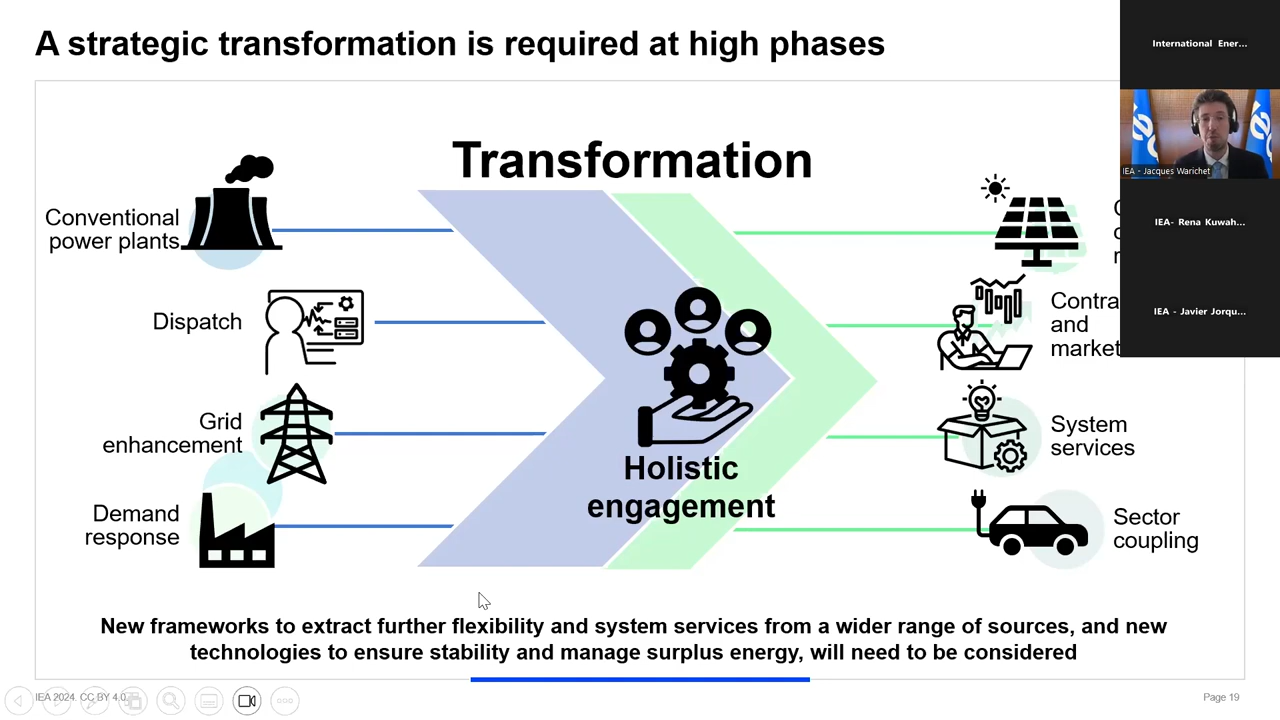 A strategic transformation is required at high phases
Transformation
Conventional
power plants
Dispatch
Grid
enhancement
Demand
response
Holistic
engagement
Contra
and
market
System
services
Sector
coupling
New frameworks to extract further flexibility and system services from a wider range of sources, and new
technologies to ensure stability and manage surplus energy, will need to be considered
IEA 2024. CC BY 4.0.
Page 19
International Ener...
IEA - Jacques Warichet
IEA- Rena Kuwah...
IEA - Javier Jorqu...